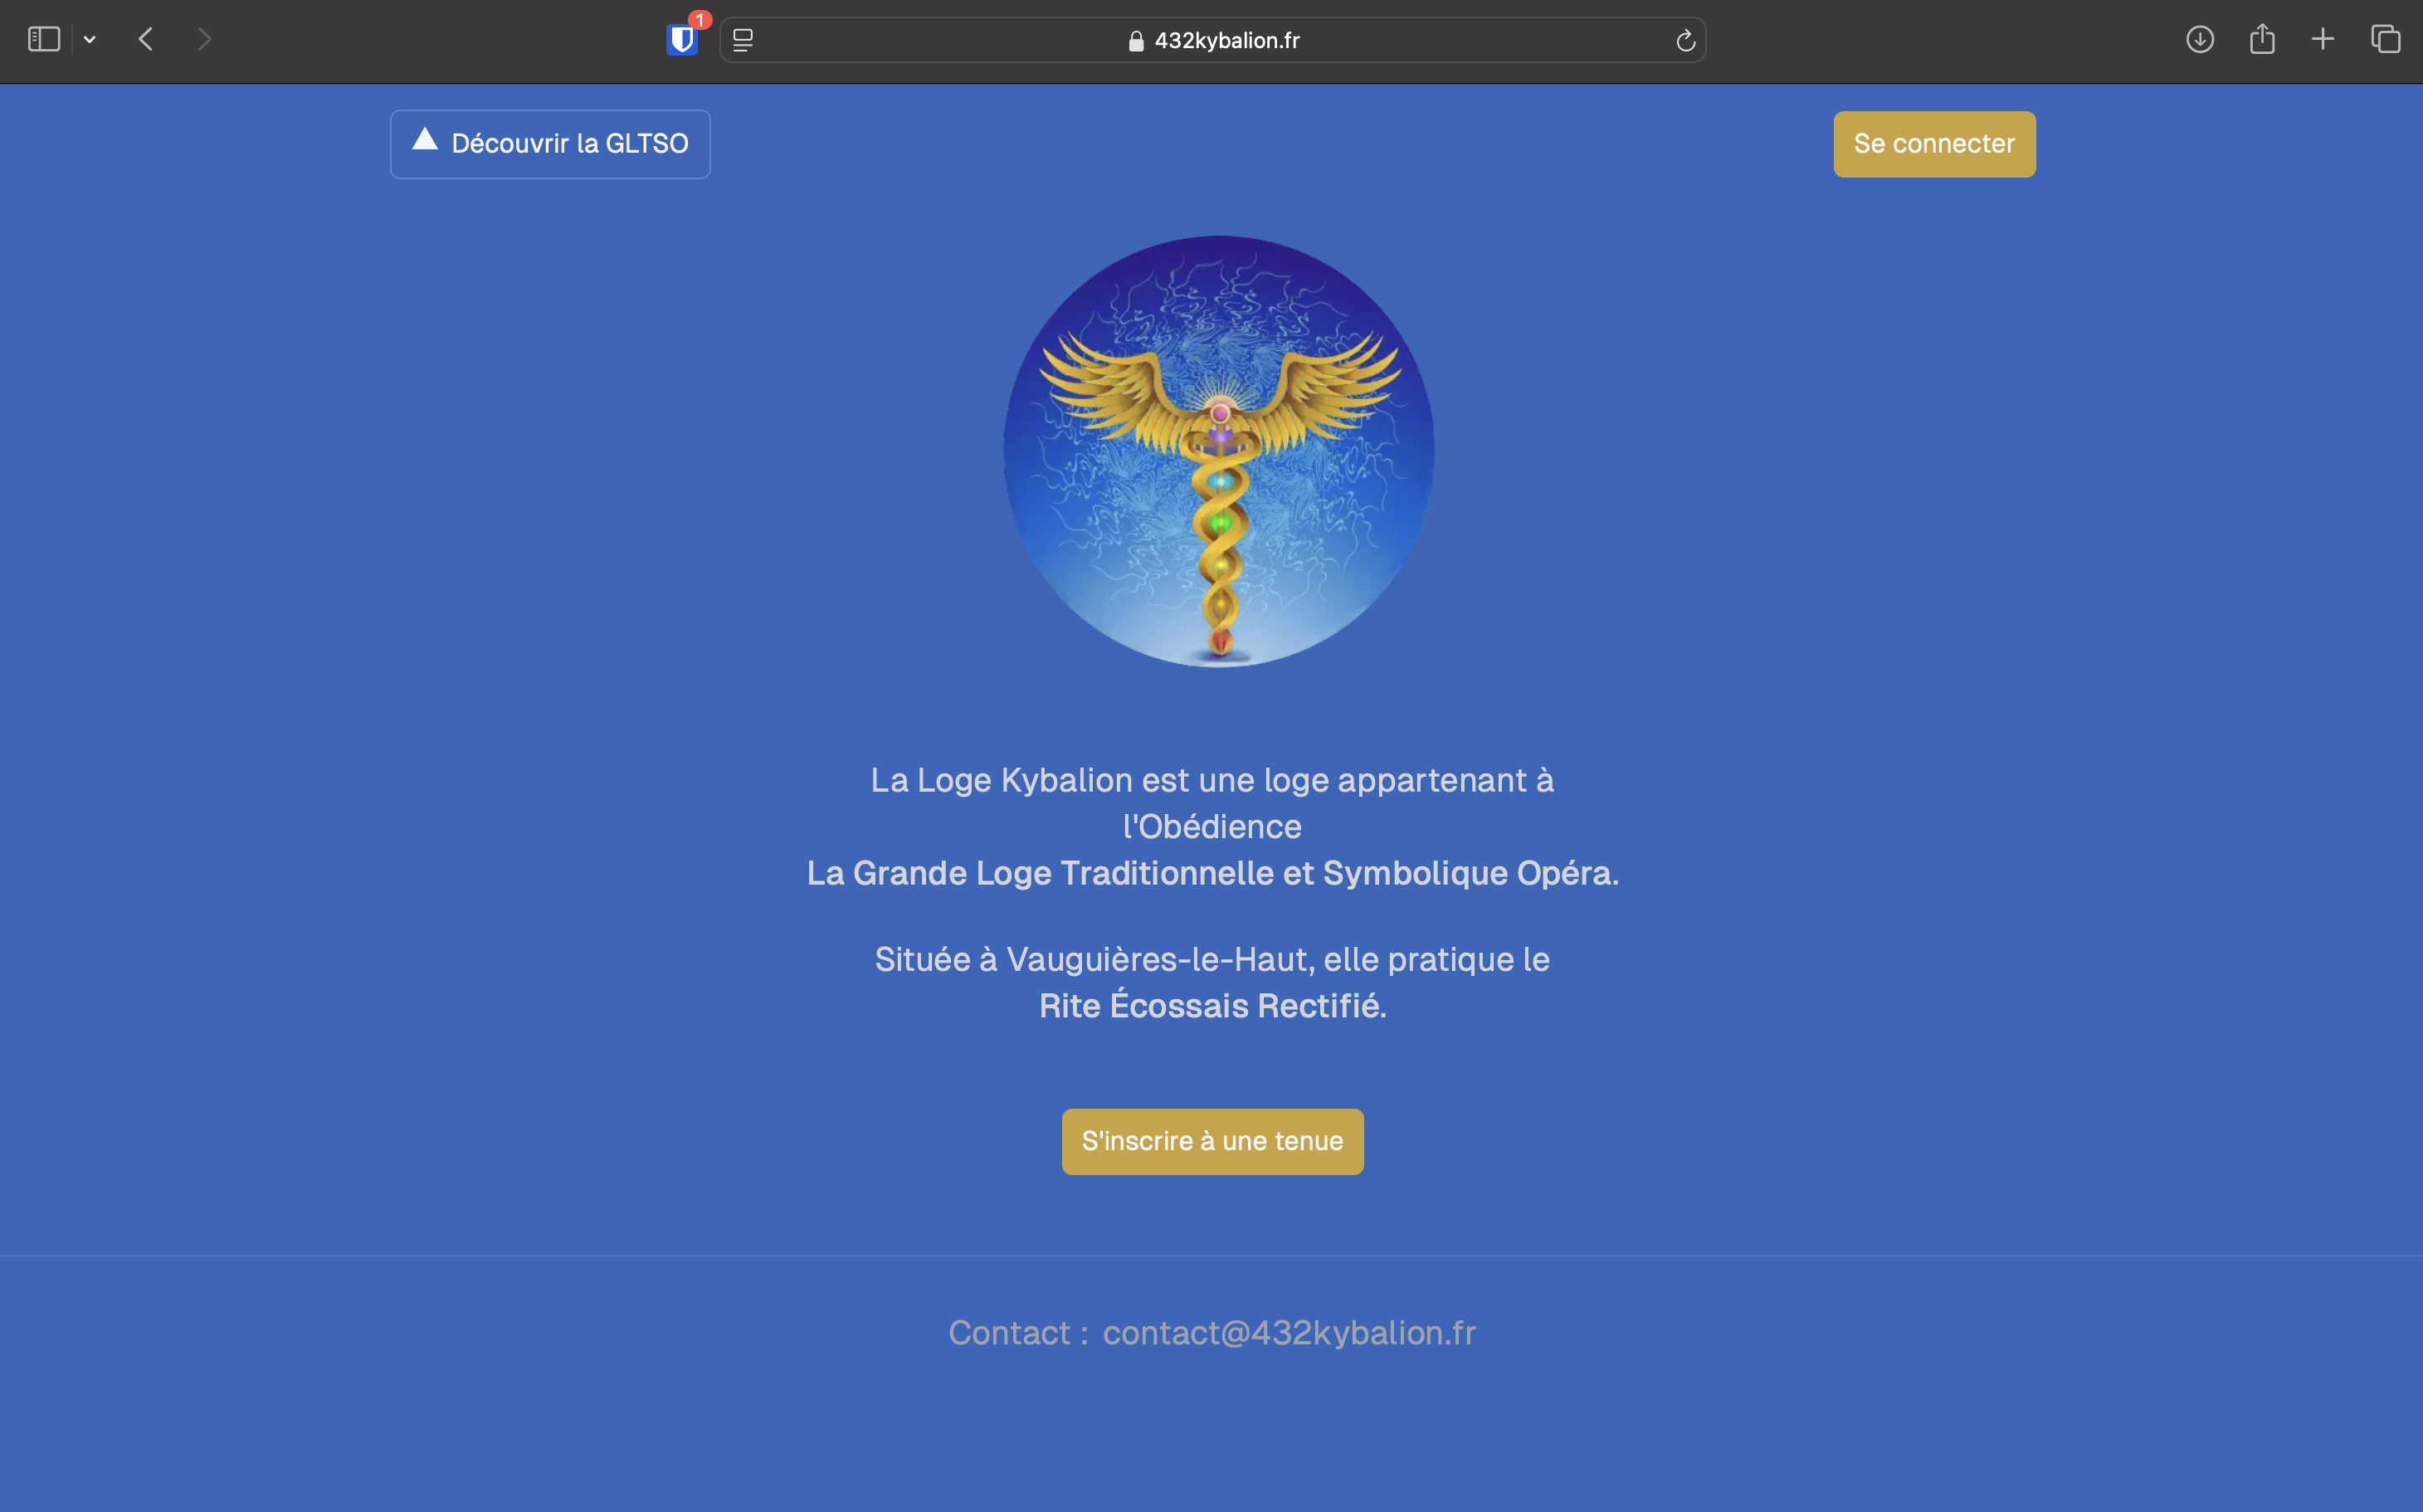 1
432kybalion.fr
Découvrir la GLTSO
Se connecter
La Loge Kybalion est une loge appartenant à
l'Obédience
La Grande Loge Traditionnelle et Symbolique Opéra.
Située à Vauguières-le-Haut, elle pratique le
Rite Écossais Rectifié.
S'inscrire à une tenue
Contact : contact@432kybalion.fr